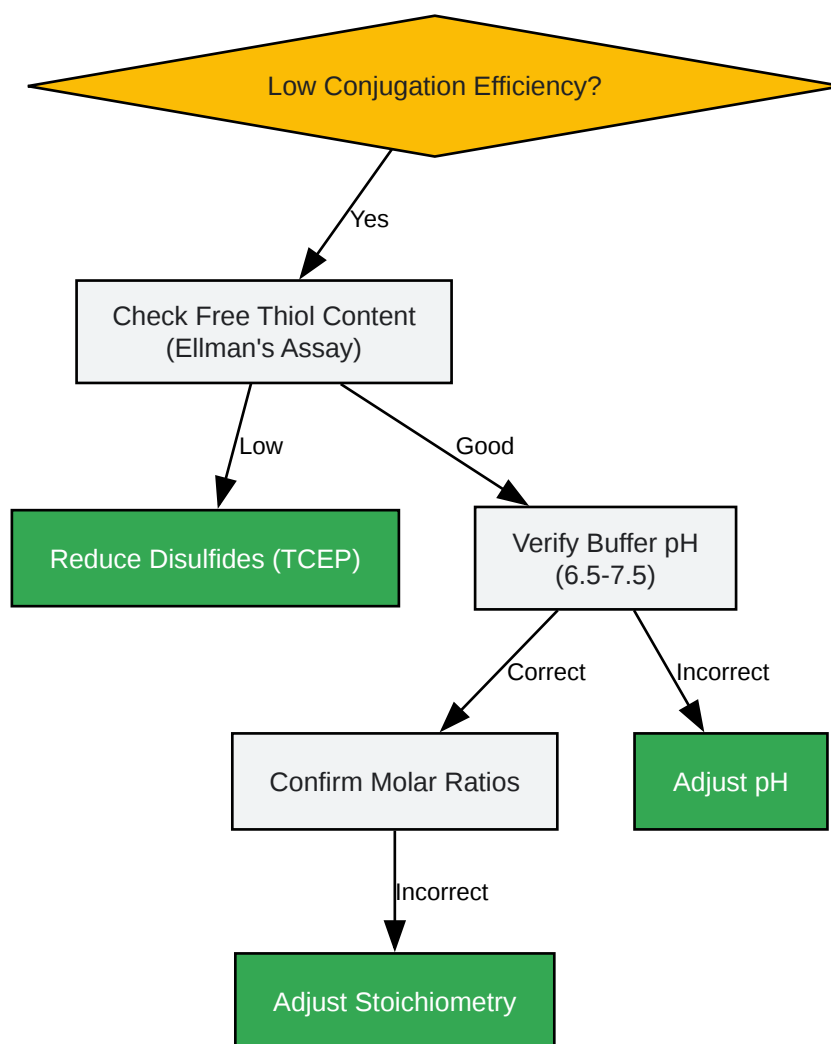 Low Conjugation Efficiency?
Yes
Check Free Thiol Content
(Ellman's Assay)
Low
Good
Reduce Disulfides (TCEP)
Verify Buffer pH
(6.5-7.5)
Correct
Incorrect
Confirm Molar Ratios
Adjust pH
Incorrect
Adjust Stoichiometry